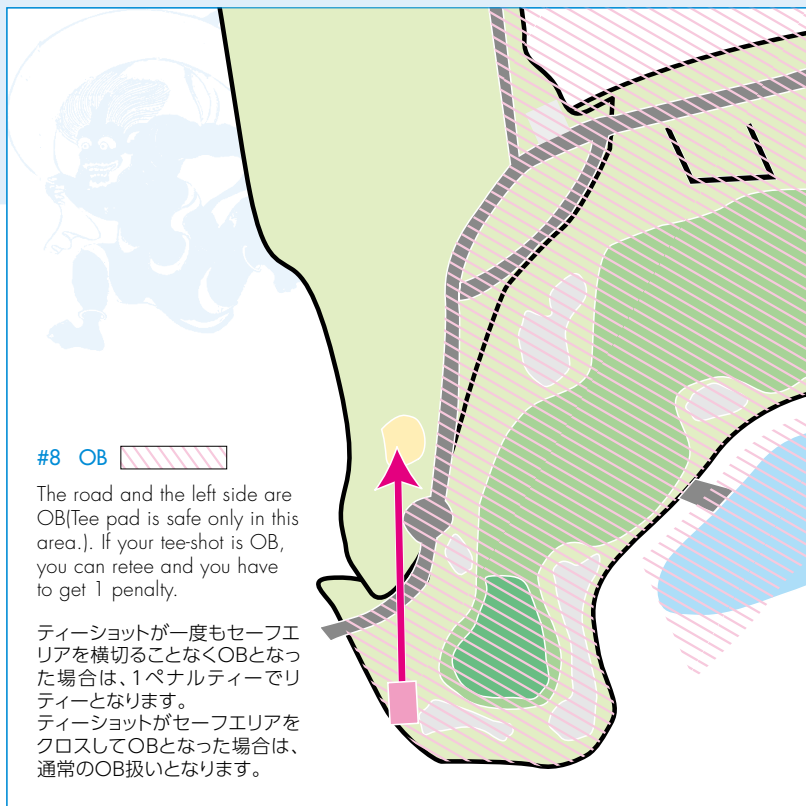 #8 OB
The road and the left side are
OB(Tee pad is safe only in this
area.). If your tee-shot is OB,
you can retee and you have
to get 1 penalty.
ティーショットが一度もセーフエ
リアを横切ることなくOBとなっ
た場合は、1ペナルティーでリ
ティーとなります。
ティーショットがセーフエリアを
クロスしてOBとなった場合は、
通常のOB扱いとなります。